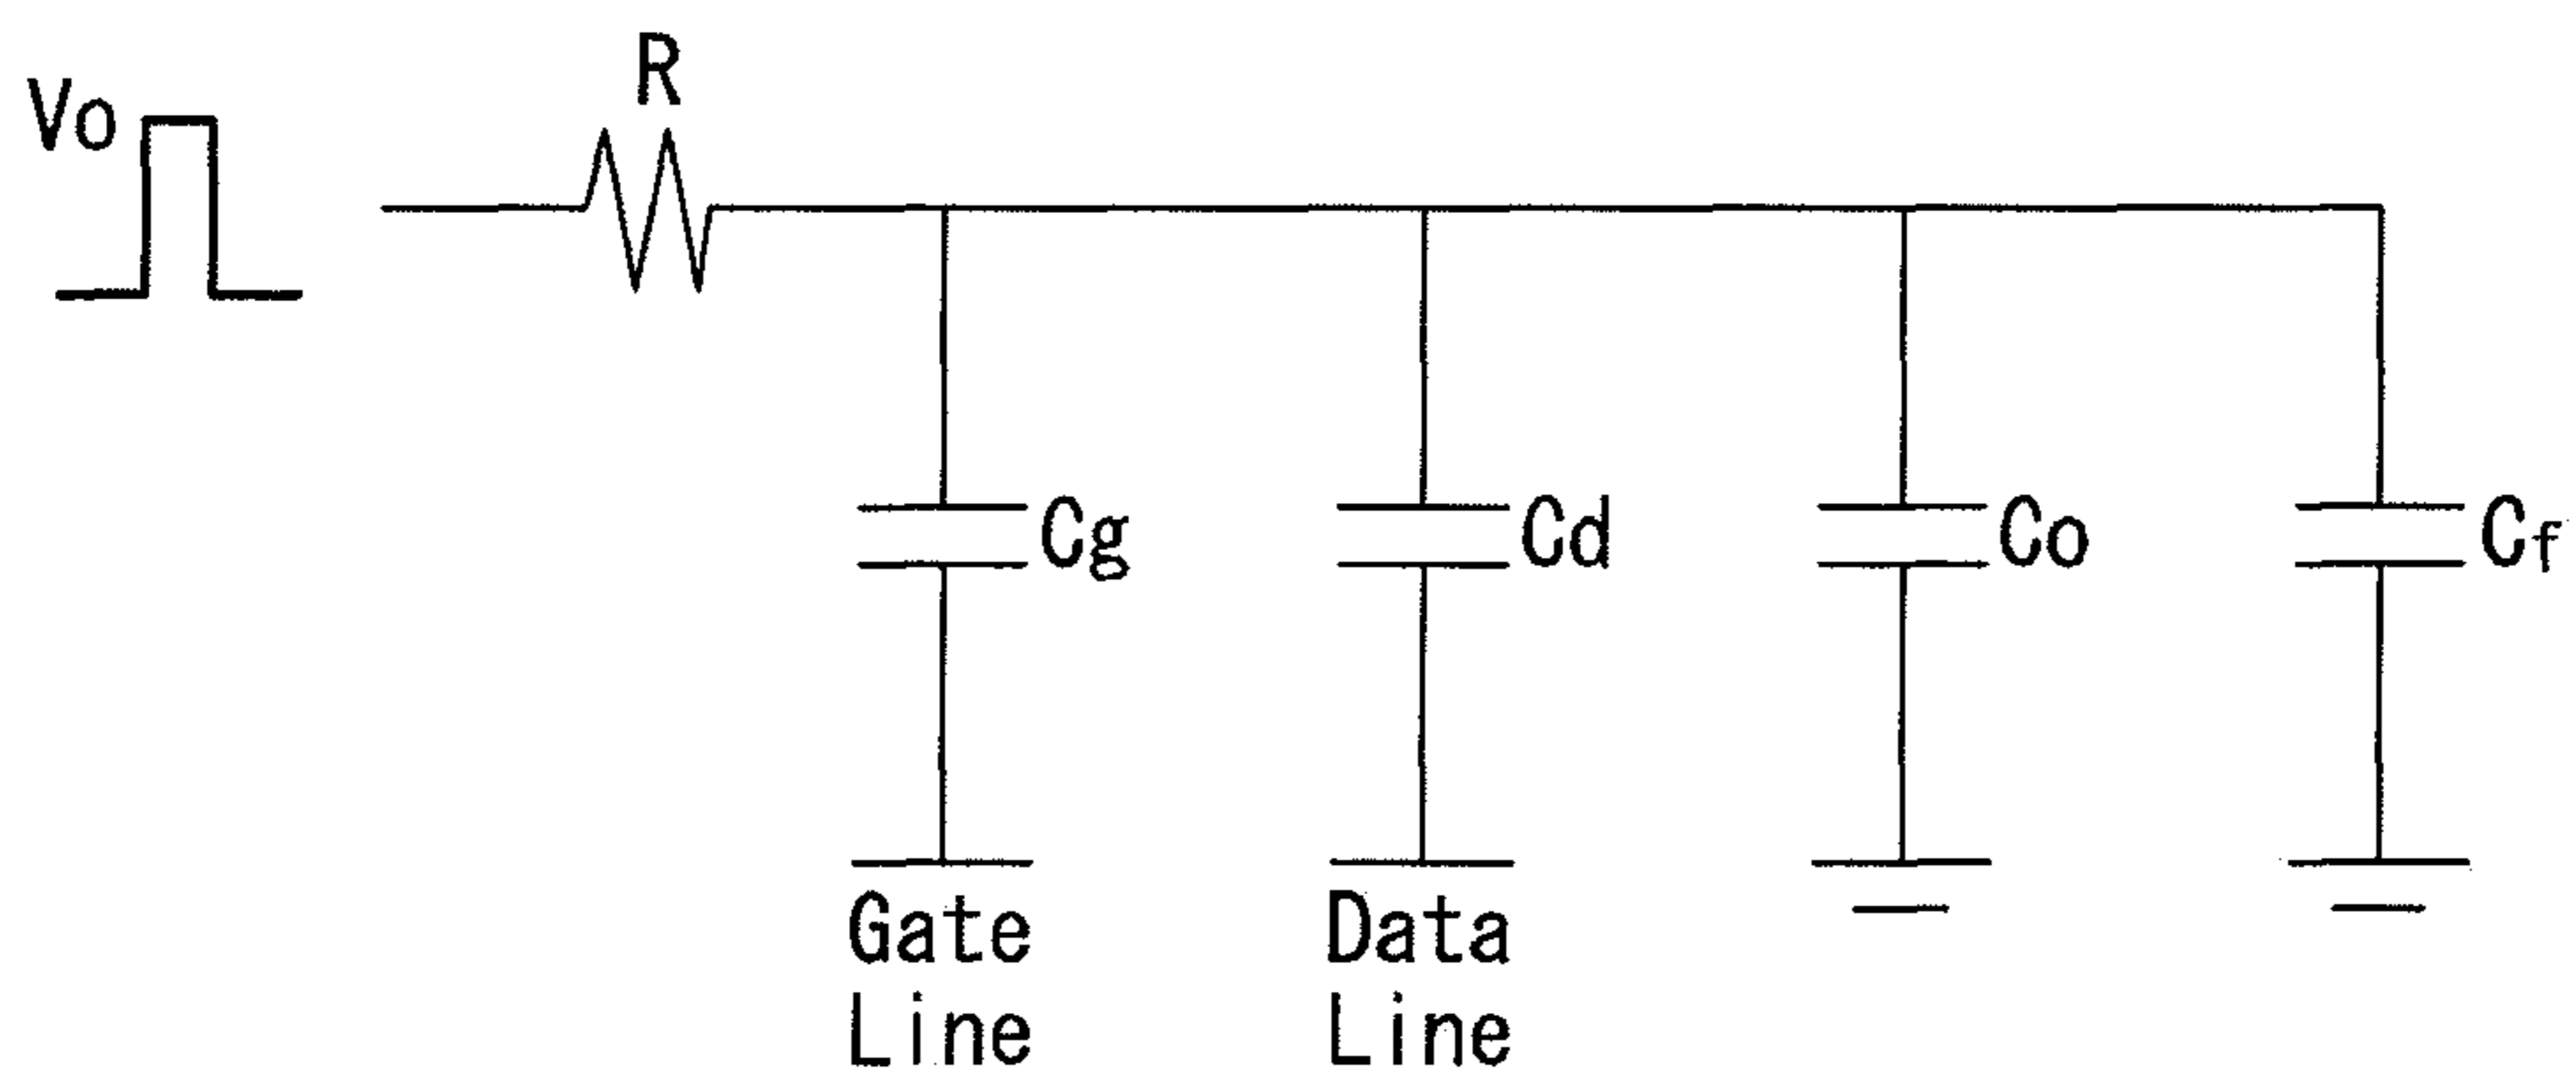 Vo
R
Cg
Cd
Co
Cf
Gate
Line
Data
Line